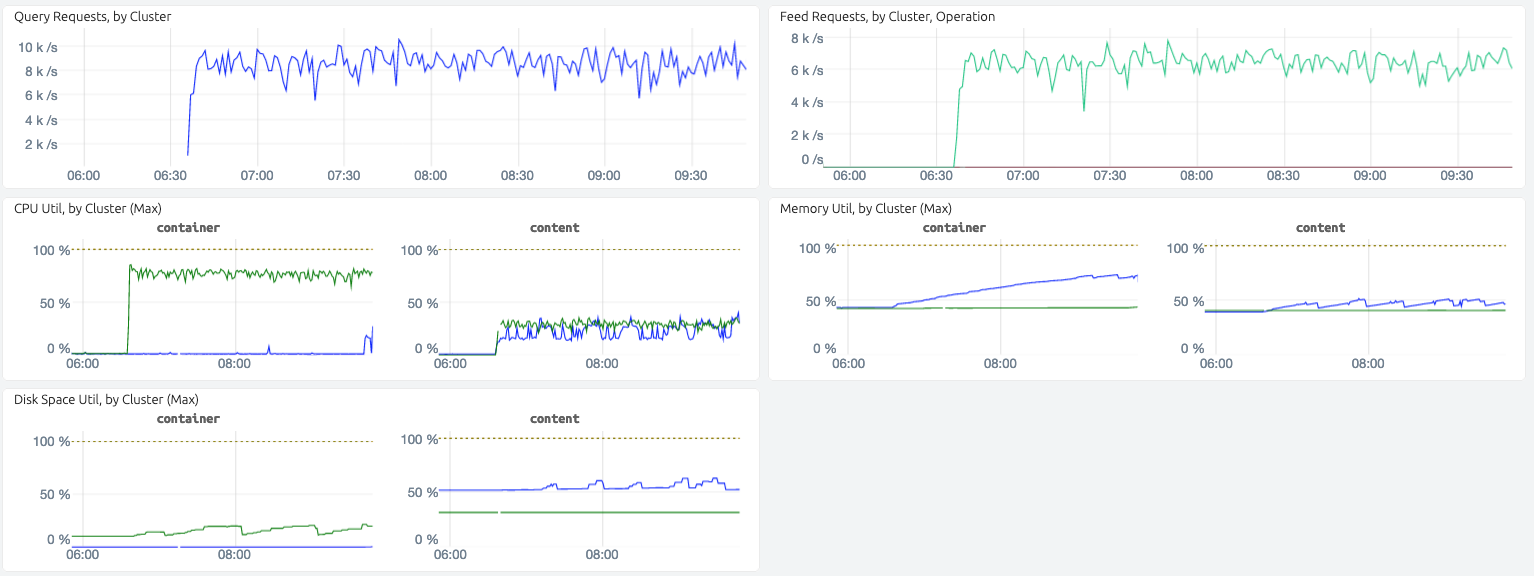 Query Requests, by Cluster
10 k /s
8 k /s
6 k /s
4 k /s
2 k /s
06:00 06:30 07:00 07:30 08:00 08:30 09:00 09:30
Feed Requests, by Cluster, Operation
8 k /s
6 k /s
4 k /s
2 k /s
0 /s
06:00 06:30 07:00 07:30 08:00 08:30 09:00 09:30
CPU Util, by Cluster (Max)
container
100 %
50 %
0 %
06:00 08:00
content
100 %
50 %
0 %
06:00 08:00
Memory Util, by Cluster (Max)
container
100 %
50 %
0 %
06:00 08:00
content
100 %
50 %
0 %
06:00 08:00
Disk Space Util, by Cluster (Max)
container
100 %
50 %
0 %
06:00 08:00
content
100 %
50 %
0 %
06:00 08:00